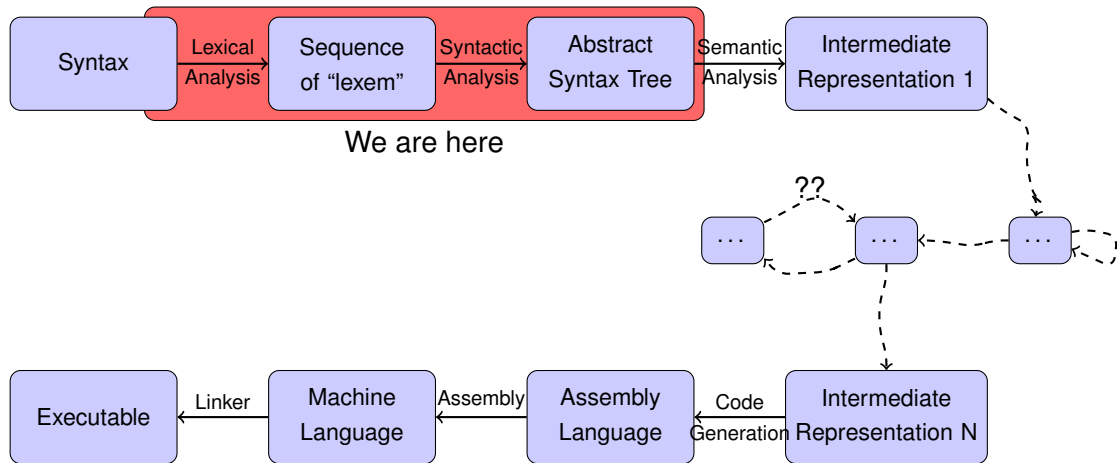 Syntax
Lexical
Analysis
Sequence
of “lexem”
Syntactic
Analysis
Abstract
Syntax Tree
Semantic
Analysis
Intermediate
Representation 1
We are here
??
...
...
...
Executable
Linker
Machine
Language
Assembly
Assembly
Language
Code
Generation
Intermediate
Representation N